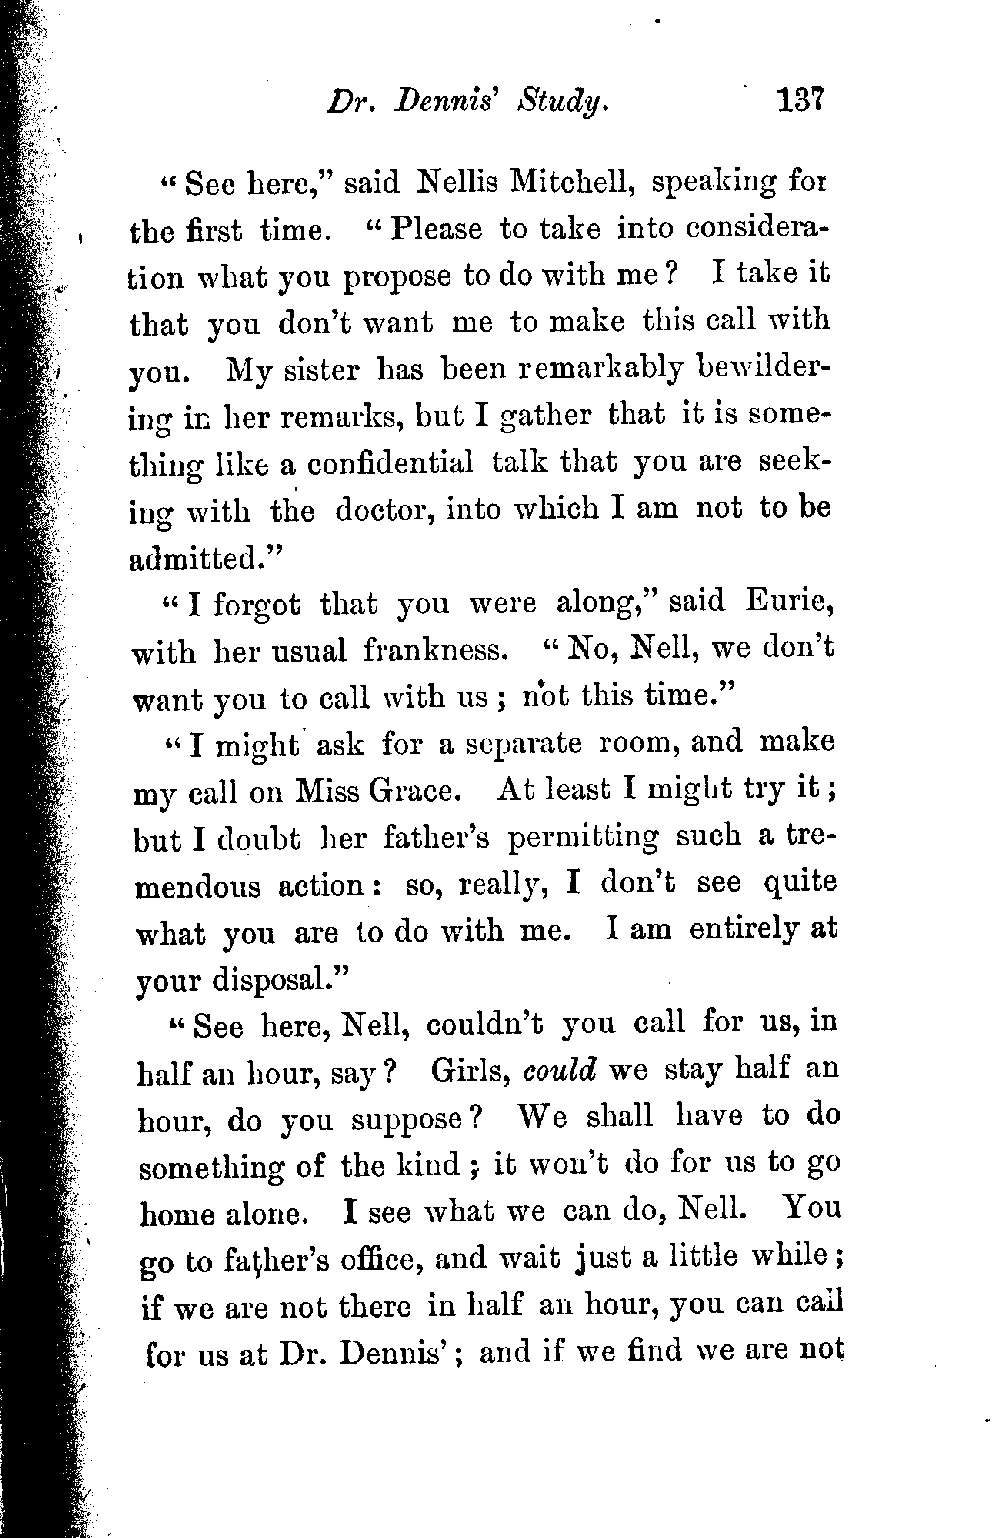 Dr. Dennis' Study. 137
“See here,” said Nellis Mitchell, speaking for
the first time. “Please to take into considera-
tion what you propose to do with me? I take it
that you don't want me to make this call with
you. My sister has been remarkably bewilder-
ing in her remarks, but I gather that it is some-
thing like a confidential talk that you are seek-
ing with the doctor, into which I am not to be
admitted.”
“I forgot that you were along,” said Eurie,
with her usual frankness. “No, Nell, we don't
want you to call with us; not this time.”
“I might ask for a separate room, and make
my call on Miss Grace. At least I might try it;
but I doubt her father's permitting such a tre-
mendous action: so, really, I don't see quite
what you are to do with me. I am entirely at
your disposal.”
“See here, Nell, couldn't you call for us, in
half an hour, say? Girls, could we stay half an
hour, do you suppose? We shall have to do
something of the kind; it won't do for us to go
home alone. I see what we can do, Nell. You
go to father's office, and wait just a little while;
if we are not there in half an hour, you can call
for us at Dr. Dennis'; and if we find we are not